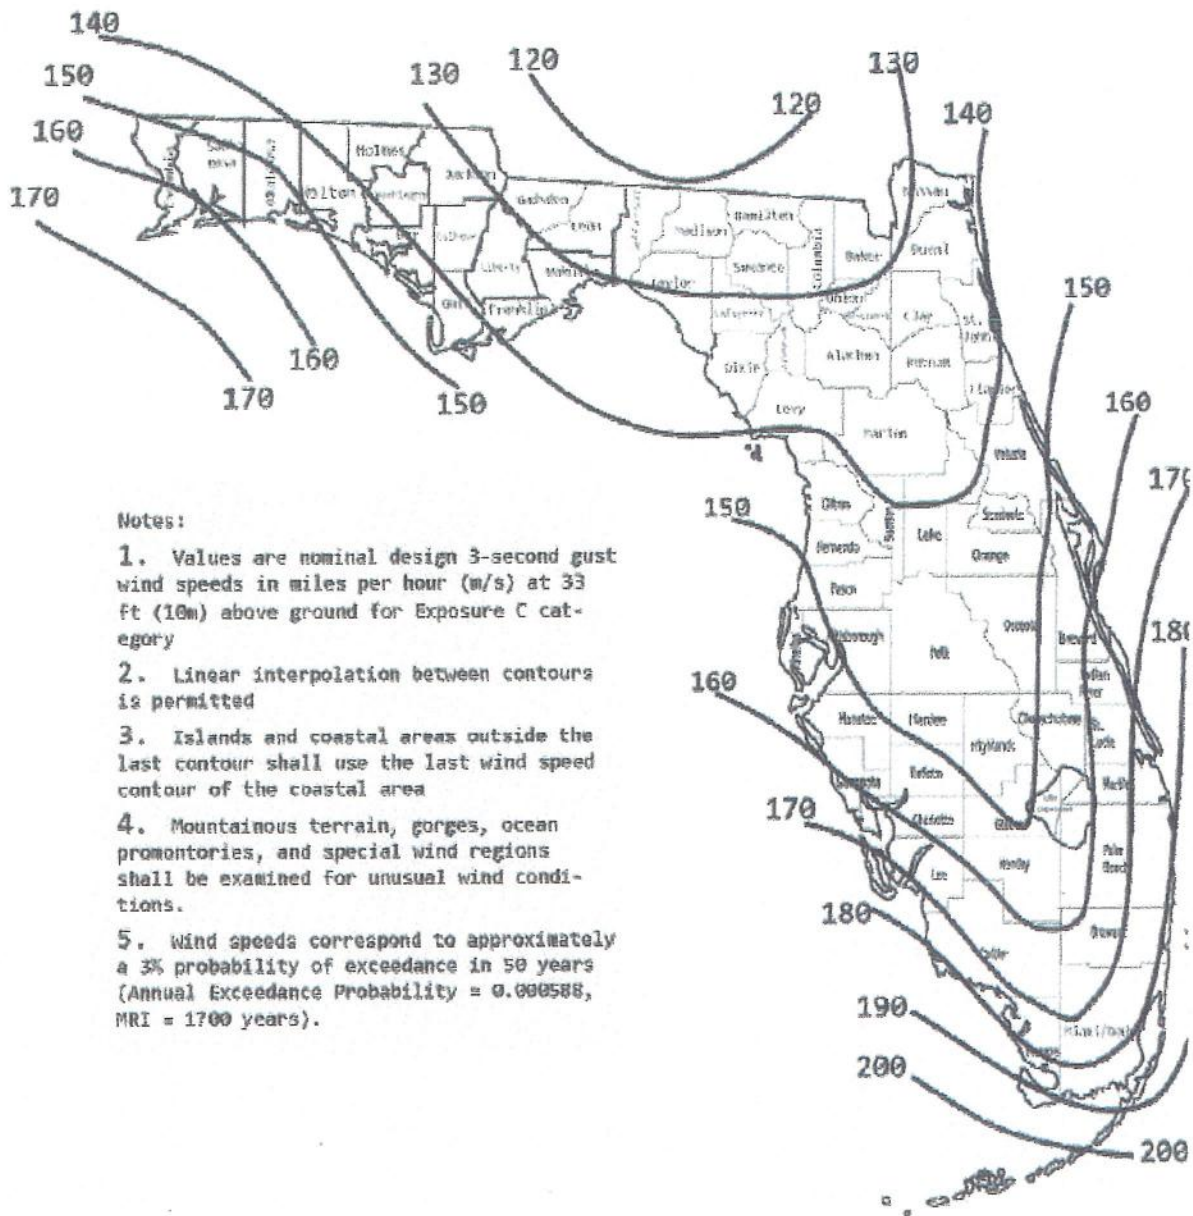 140
150
160
170
130
120
130
120
140
150
160
170
180
170
160
150
150
160
170
180
190
200
200
Holmes
Jackson
Gadsden
Leon
Liberty
Gulf
Franklin
Madison
Hamilton
Columbia
Baker
Nassau
Duval
Taylor
Suwannee
Union
Clay
St. Johns
Dixie
Alachua
Putnam
Levy
Marion
Volusia
Citrus
Sumter
Lake
Seminole
Orange
Hernando
Pasco
Polk
Osceola
Brevard
Indian River
Manatee
Hardee
Highlands
Okeechobee
St. Lucie
Sarasota
DeSoto
Martin
Charlotte
Glades
Lee
Hendry
Palm Beach
Collier
Broward
Monroe
Miami/Dade
Notes:
1. Values are nominal design 3-second gust
wind speeds in miles per hour (m/s) at 33
ft (10m) above ground for Exposure C cat-
egory
2. Linear interpolation between contours
is permitted
3. Islands and coastal areas outside the
last contour shall use the last wind speed
contour of the coastal area
4. Mountainous terrain, gorges, ocean
promontories, and special wind regions
shall be examined for unusual wind condi-
tions.
5. Wind speeds correspond to approximately
a 3% probability of exceedance in 50 years
(Annual Exceedance Probability = 0.000588,
MRI = 1700 years).